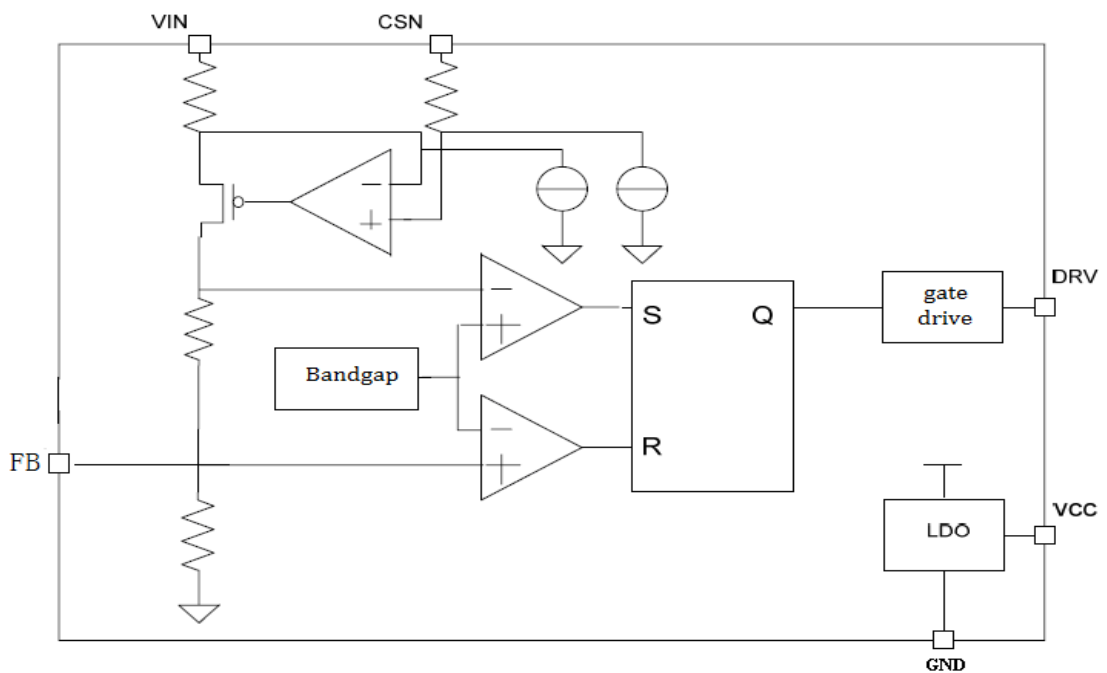 VIN
CSN
DRV
gate
drive
S
Q
Bandgap
R
FB
VCC
LDO
GND